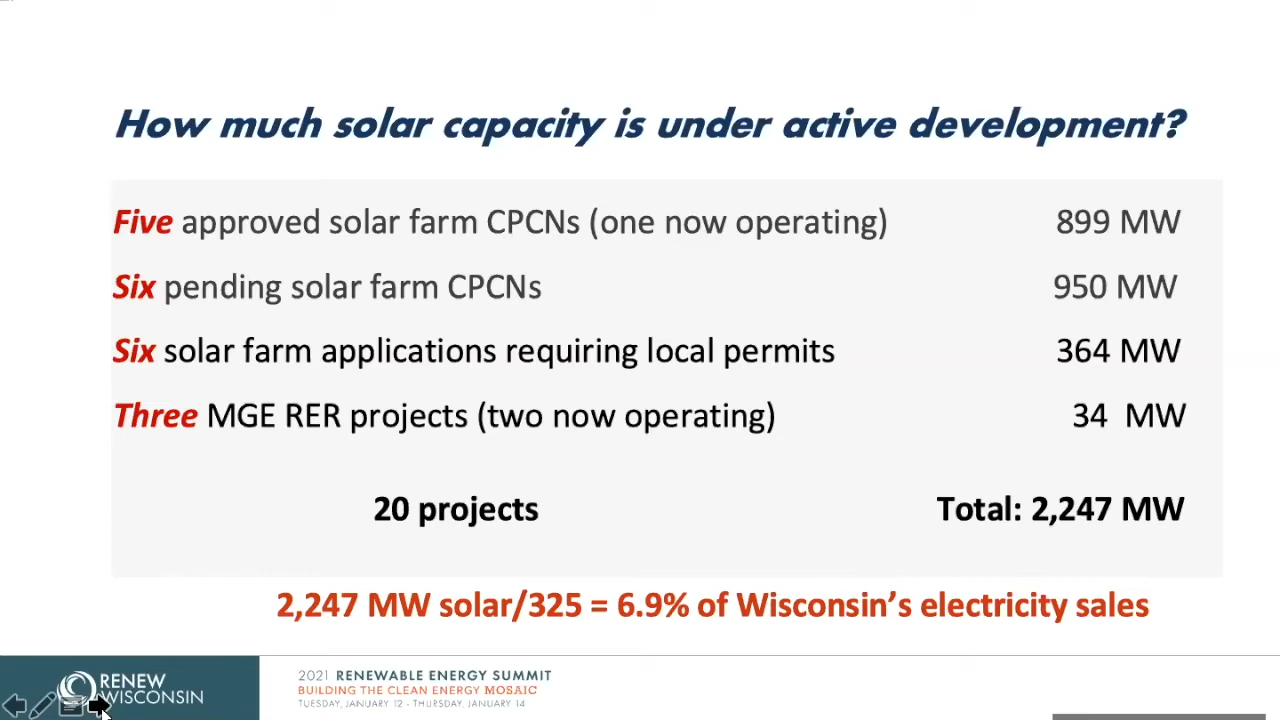 How much solar capacity is under active development?
Five approved solar farm CPCNs (one now operating) 899 MW
Six pending solar farm CPCNs 950 MW
Six solar farm applications requiring local permits 364 MW
Three MGE RER projects (two now operating) 34 MW
20 projects Total: 2,247 MW
2,247 MW solar/325 = 6.9% of Wisconsin’s electricity sales
RENEW
WISCONSIN
2021 RENEWABLE ENERGY SUMMIT
BUILDING THE CLEAN ENERGY MOSAIC
TUESDAY, JANUARY 12 - THURSDAY, JANUARY 14